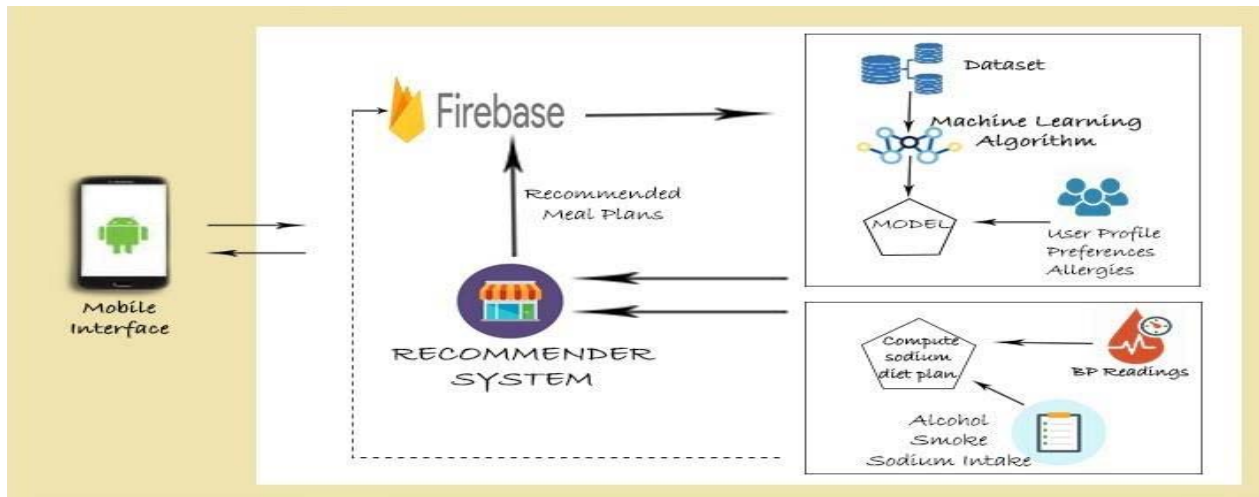 Mobile
Interface
Firebase
Recommended
Meal Plans
RECOMMENDER
SYSTEM
Dataset
Machine Learning
Algorithm
MODEL
User Profile
Preferences
Allergies
Compute
sodium
diet plan
BP Readings
Alcohol
Smoke
Sodium Intake